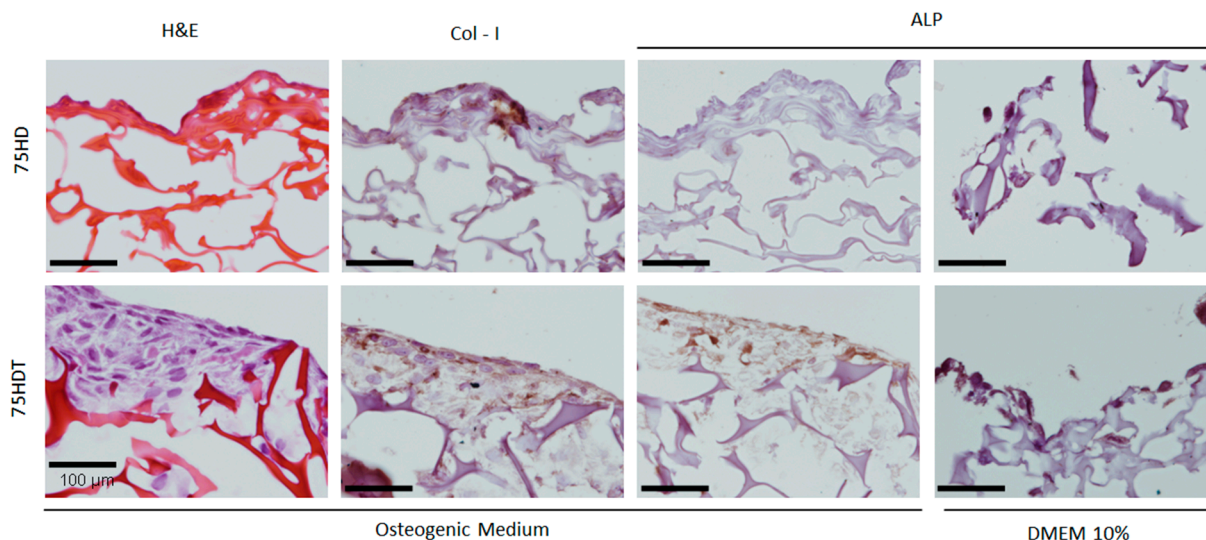 H&E
Col - I
ALP
75HD
75HDT
100 µm
Osteogenic Medium
DMEM 10%